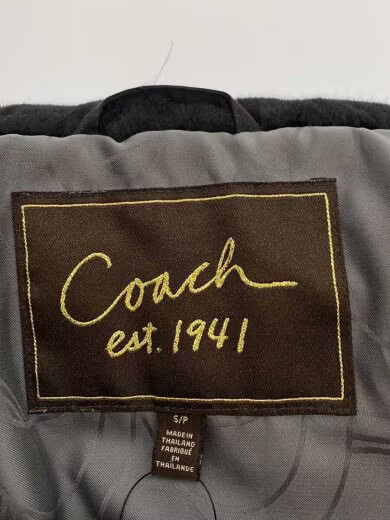 Coach
est. 1941
S/P
MADE IN
THAILAND
FABRIQUÉ
EN
THAILANDE